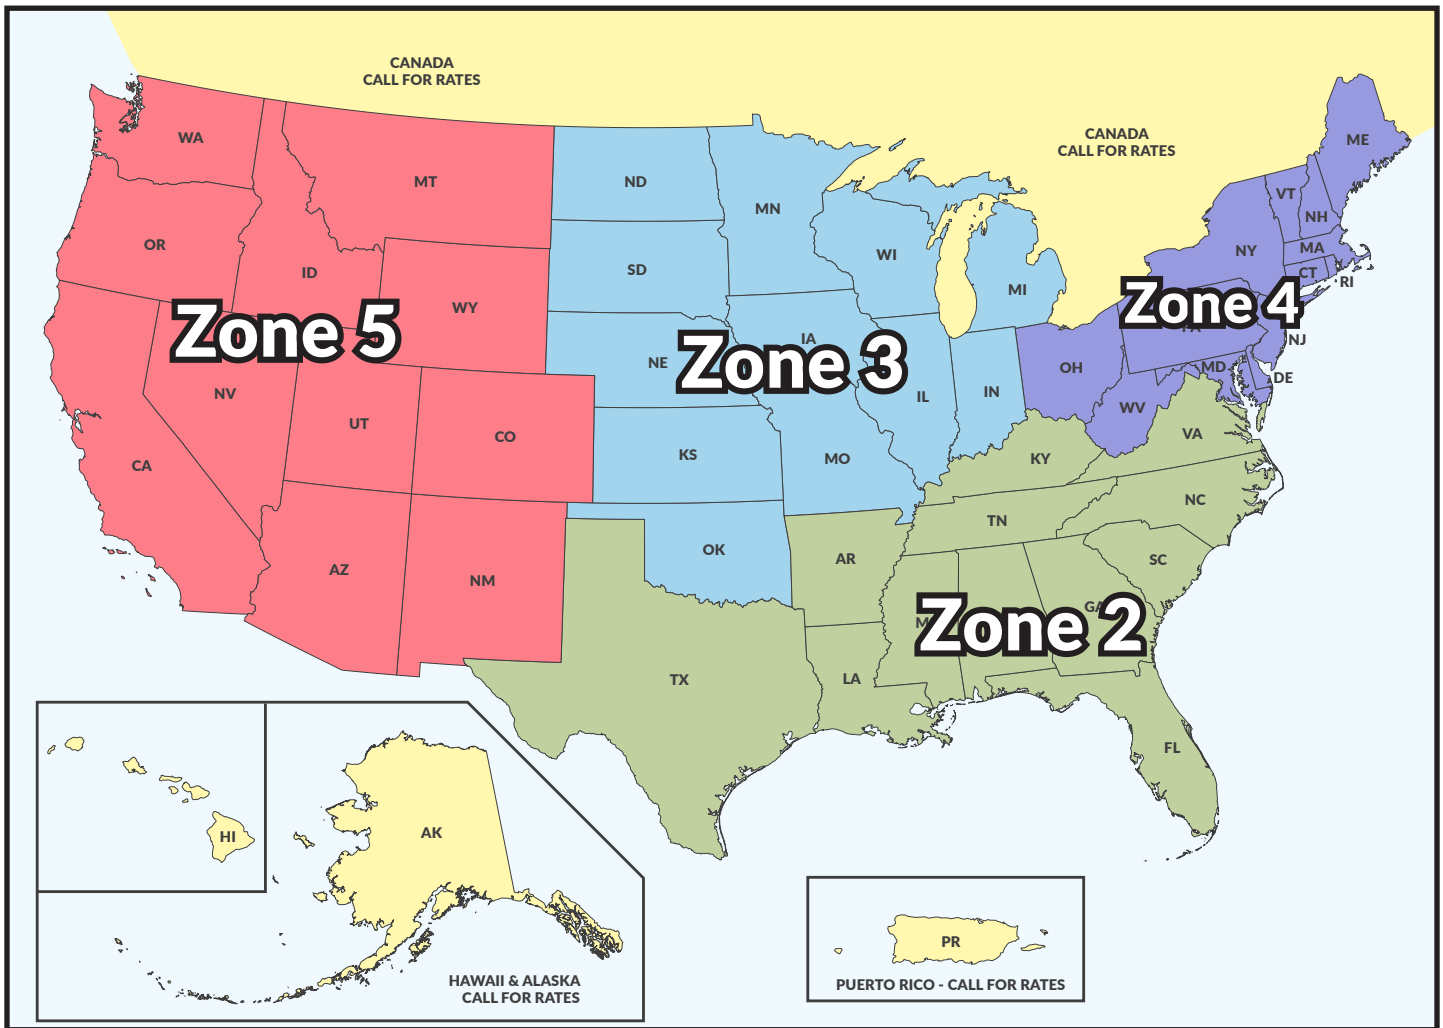 CANADA
CALL FOR RATES
CANADA
CALL FOR RATES
WA
MT
ND
MN
ME
OR
ID
SD
WI
VT
NH
NY
MA
CT
RI
WY
MI
Zone 5
Zone 3
Zone 4
NE
IA
PA
NJ
NV
IL
IN
OH
MD
DE
WV
UT
CO
KS
MO
KY
VA
CA
TN
NC
AZ
NM
OK
AR
SC
GA
Zone 2
TX
LA
FL
HI
AK
HAWAII & ALASKA
CALL FOR RATES
PR
PUERTO RICO - CALL FOR RATES